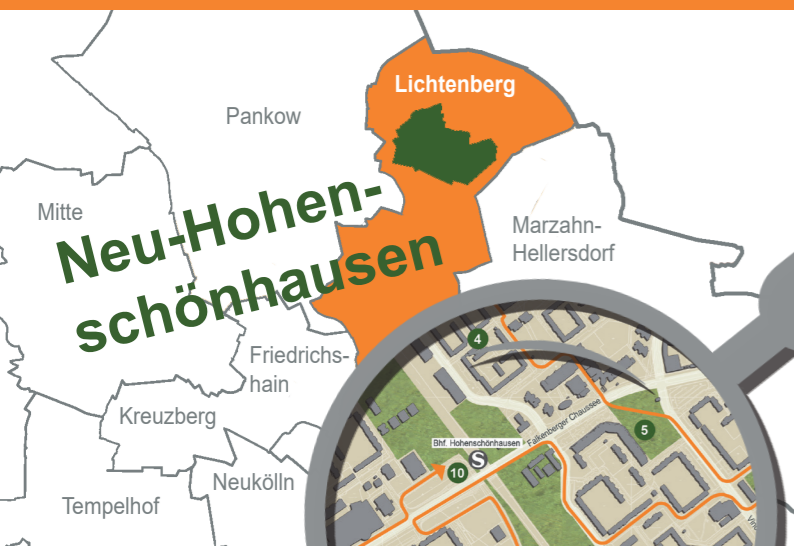 Lichtenberg
Pankow
Mitte
Neu-Hohen-
schönhausen
Marzahn-
Hellersdorf
Friedrichs-
hain
Kreuzberg
Neukölln
Tempelhof
4
5
Falkenberger Chaussee
Bhf. Hohenschönhausen
S
10